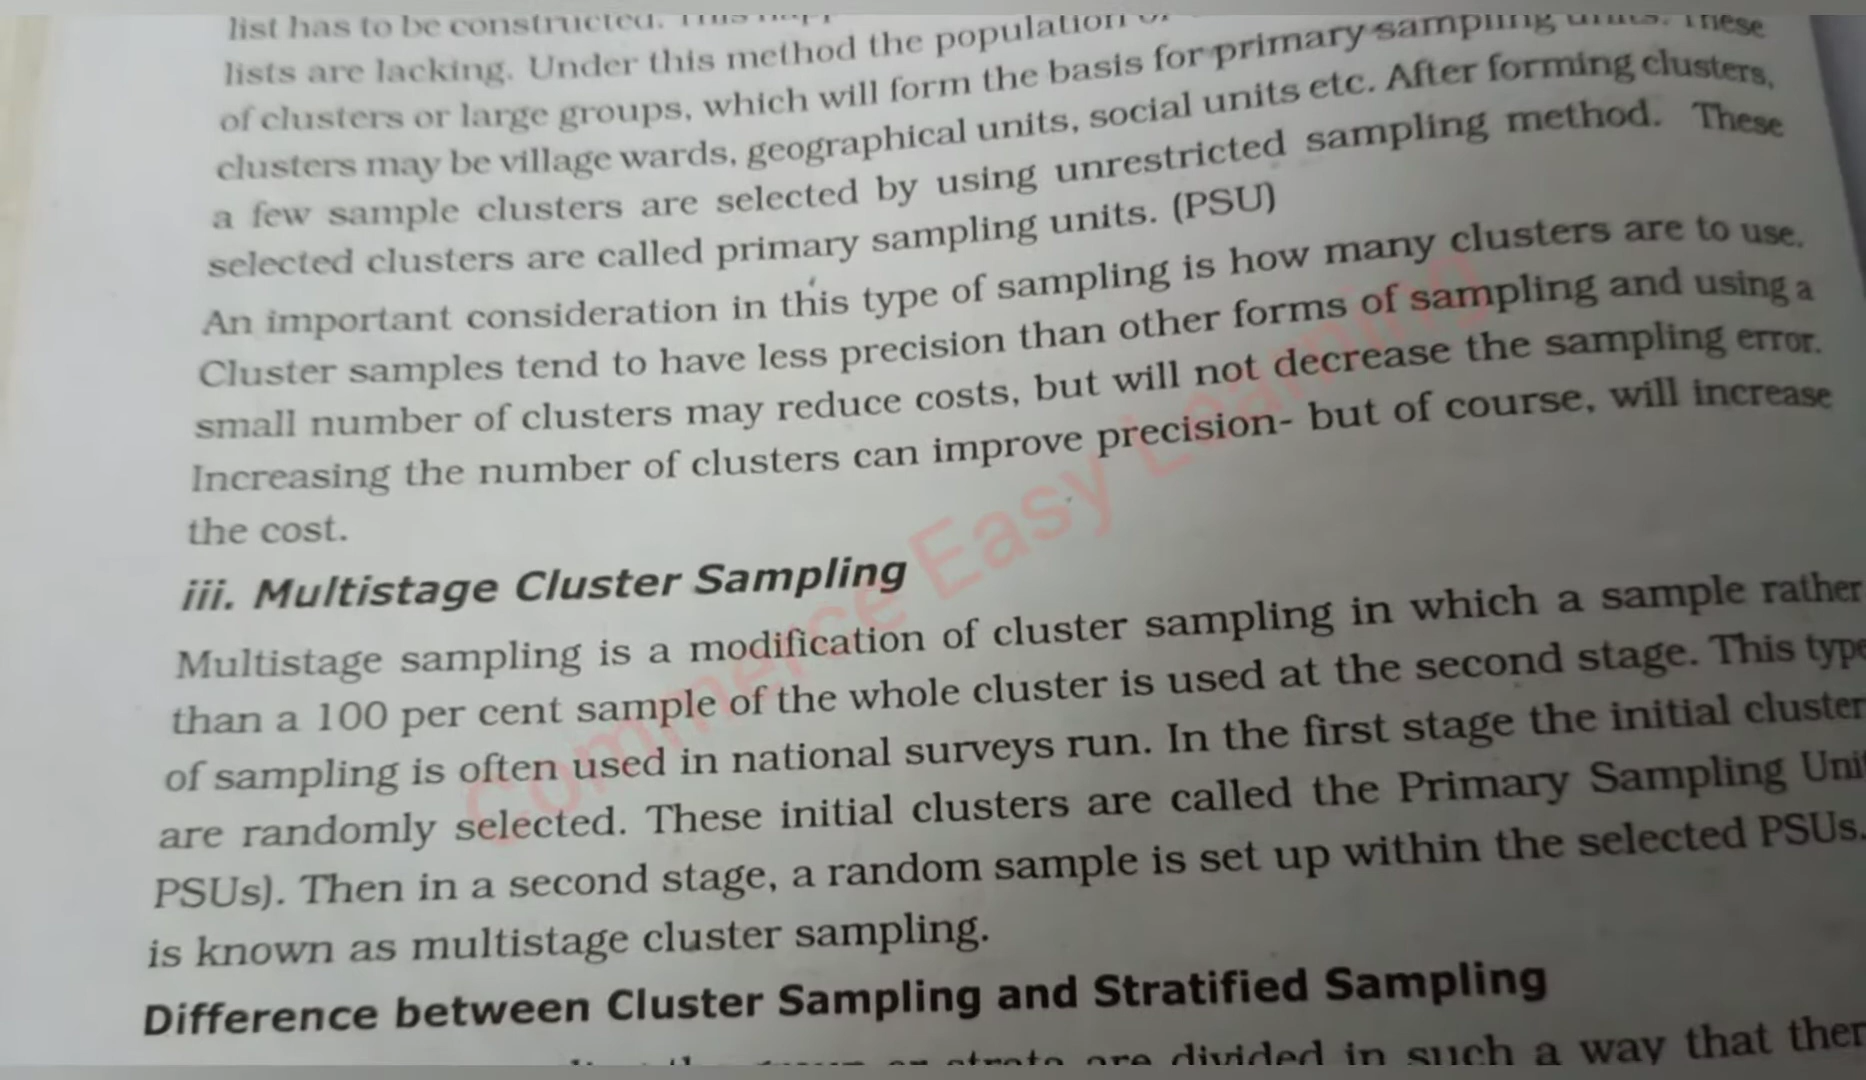 list has to be constructed.
lists are lacking. Under this method the population
of clusters or large groups, which will form the basis for primary sampling units. These
clusters may be village wards, geographical units, social units etc. After forming clusters,
a few sample clusters are selected by using unrestricted sampling method. These
selected clusters are called primary sampling units. (PSU)
An important consideration in this type of sampling is how many clusters are to use.
Cluster samples tend to have less precision than other forms of sampling and using a
small number of clusters may reduce costs, but will not decrease the sampling error.
Increasing the number of clusters can improve precision- but of course, will increase
the cost.
iii. Multistage Cluster Sampling
Multistage sampling is a modification of cluster sampling in which a sample rather
than a 100 per cent sample of the whole cluster is used at the second stage. This type
of sampling is often used in national surveys run. In the first stage the initial cluster
are randomly selected. These initial clusters are called the Primary Sampling Unit
PSUs). Then in a second stage, a random sample is set up within the selected PSUs.
is known as multistage cluster sampling.
Difference between Cluster Sampling and Stratified Sampling
strata are divided in such a way that ther
Commerce Easy Learning